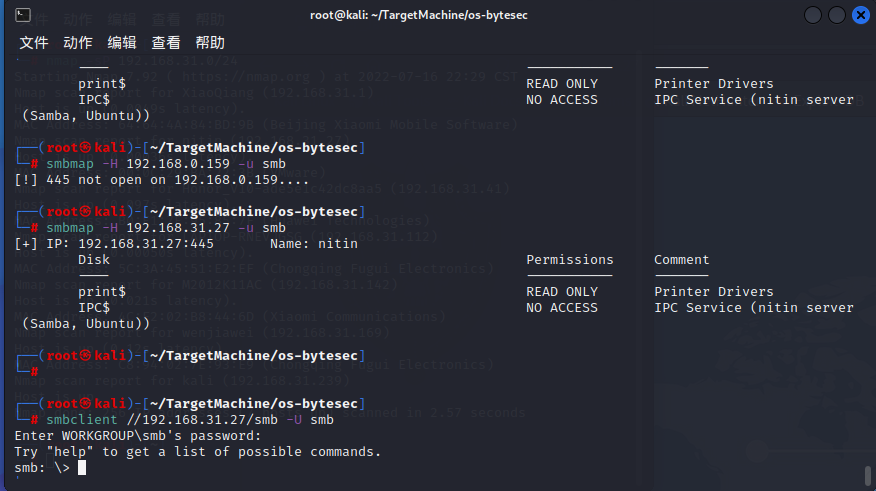 root@kali: ~/TargetMachine/os-bytesec
文件 动作 编辑 查看 帮助
print$ READ ONLY Printer Drivers
IPC$ NO ACCESS IPC Service (nitin server
(Samba, Ubuntu))
┌──(root㉿kali)-[~/TargetMachine/os-bytesec]
└─# smbmap -H 192.168.0.159 -u smb
[!] 445 not open on 192.168.0.159....
┌──(root㉿kali)-[~/TargetMachine/os-bytesec]
└─# smbmap -H 192.168.31.27 -u smb
[+] IP: 192.168.31.27:445 Name: nitin
Disk Permissions Comment
---- ----------- -------
print$ READ ONLY Printer Drivers
IPC$ NO ACCESS IPC Service (nitin server
(Samba, Ubuntu))
┌──(root㉿kali)-[~/TargetMachine/os-bytesec]
└─#
┌──(root㉿kali)-[~/TargetMachine/os-bytesec]
└─# smbclient //192.168.31.27/smb -U smb
Enter WORKGROUP\smb's password:
Try "help" to get a list of possible commands.
smb: \>